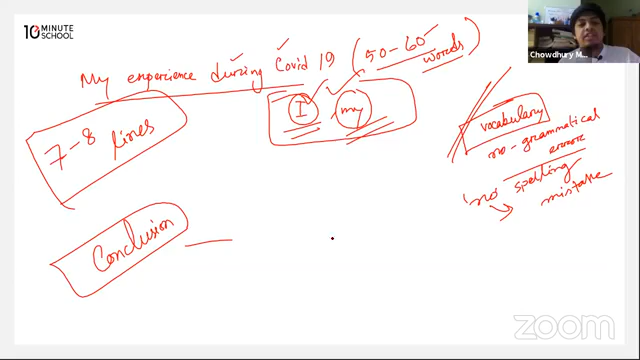 10 MINUTE
SCHOOL
My experience during Covid 19 (50-60 words)
I my
7-8 lines
vocabulary
no-grammatical
error
no spelling
mistake
Conclusion
Chowdhury M...
zoom